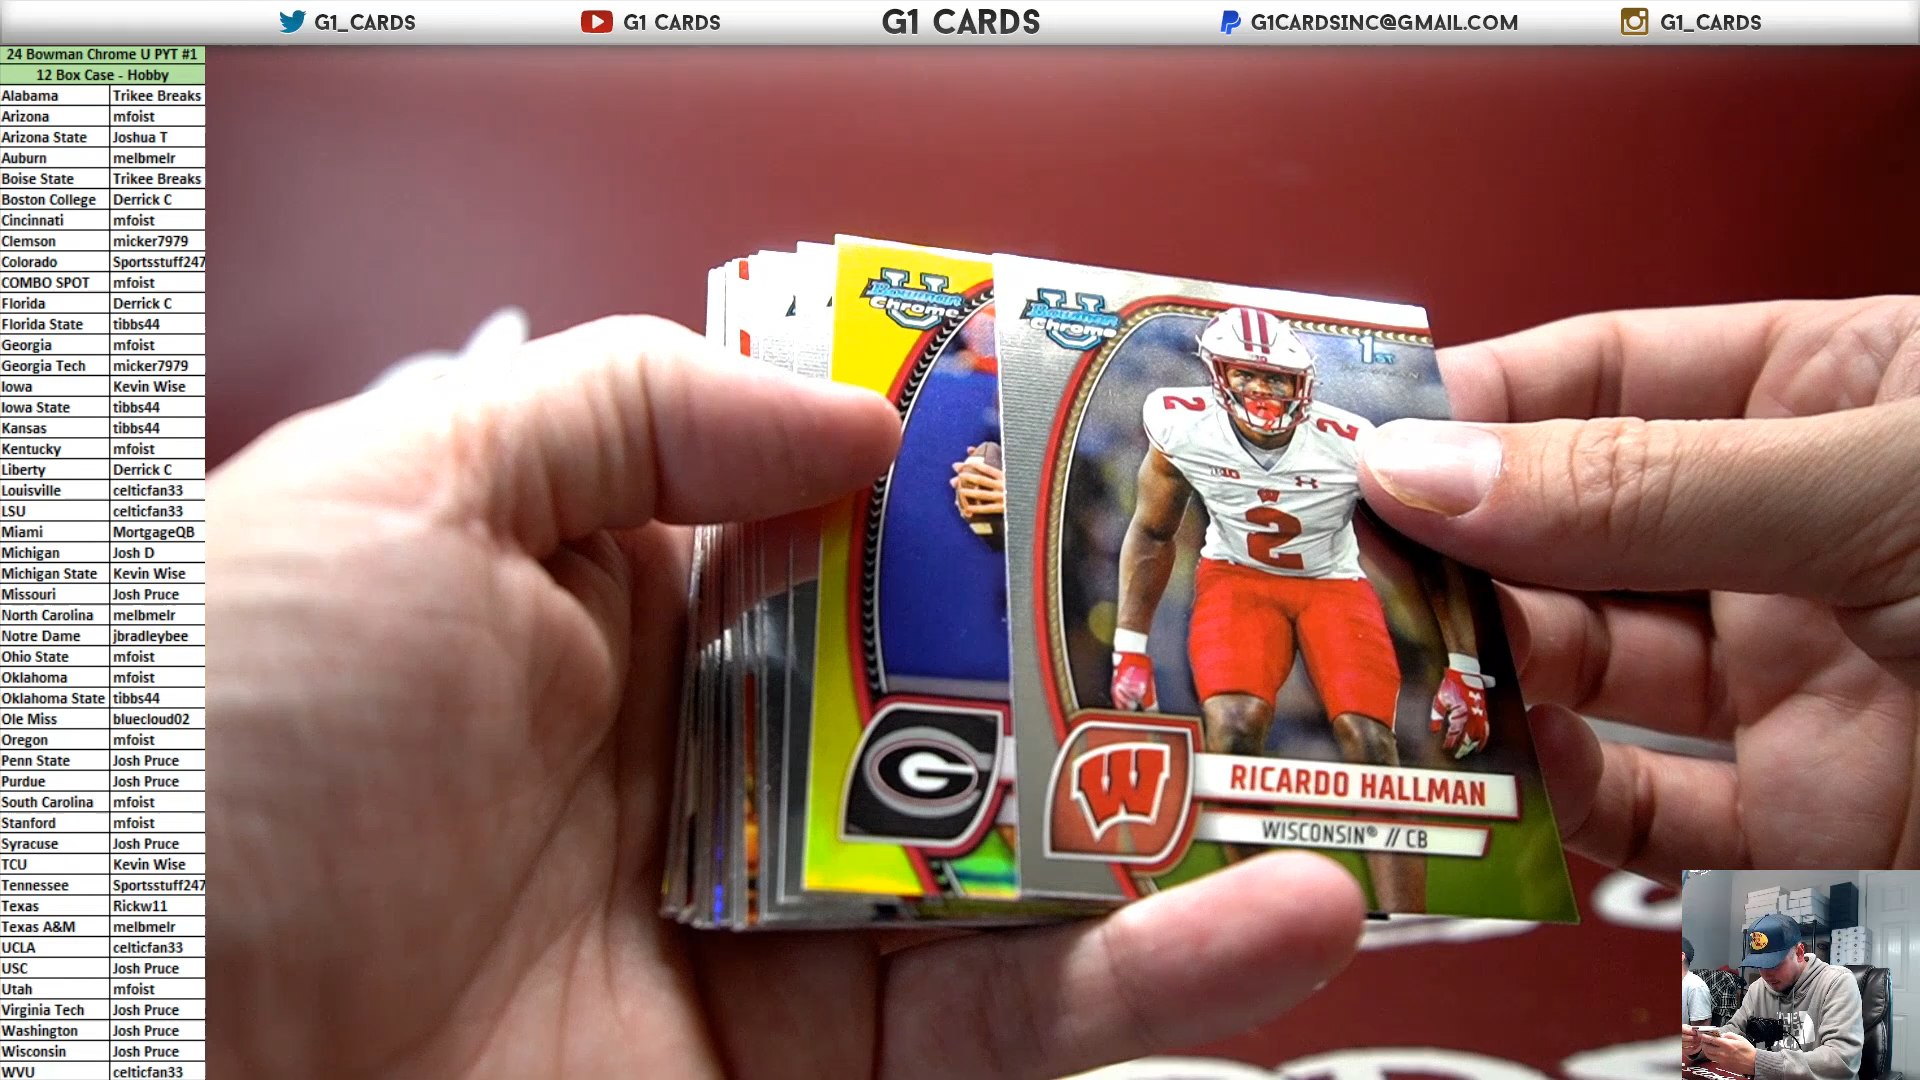 G1_CARDS
G1 CARDS
G1 CARDS
G1CARDSINC@GMAIL.COM
G1_CARDS
24 Bowman Chrome U PYT #1
12 Box Case - Hobby
Alabama Trikee Breaks
Arizona mfoist
Arizona State Joshua T
Auburn melbmelr
Boise State Trikee Breaks
Boston College Derrick C
Cincinnati mfoist
Clemson micker7979
Colorado Sportsstuff247
COMBO SPOT mfoist
Florida Derrick C
Florida State tibbs44
Georgia mfoist
Georgia Tech micker7979
Iowa Kevin Wise
Iowa State tibbs44
Kansas tibbs44
Kentucky mfoist
Liberty Derrick C
Louisville celticfan33
LSU celticfan33
Miami MortgageQB
Michigan Josh D
Michigan State Kevin Wise
Missouri Josh Pruce
North Carolina melbmelr
Notre Dame jbradleybee
Ohio State mfoist
Oklahoma mfoist
Oklahoma State tibbs44
Ole Miss bluecloud02
Oregon mfoist
Penn State Josh Pruce
Purdue Josh Pruce
South Carolina mfoist
Stanford mfoist
Syracuse Josh Pruce
TCU Kevin Wise
Tennessee Sportsstuff247
Texas Rickw11
Texas A&M melbmelr
UCLA celticfan33
USC Josh Pruce
Utah mfoist
Virginia Tech Josh Pruce
Washington Josh Pruce
Wisconsin Josh Pruce
WVU celticfan33
U
Bowman
Chrome
G
U
Bowman
Chrome
1ST
2
2
W
2
W
RICARDO HALLMAN
WISCONSIN® // CB